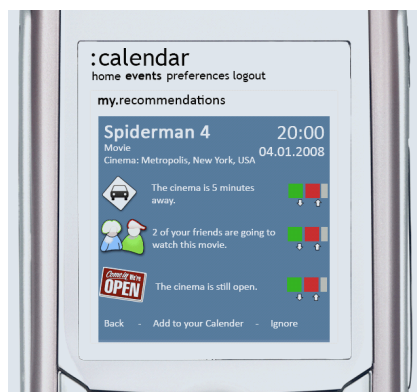 :calendar
home events preferences logout
my.recommendations
Spiderman 4 20:00
Movie 04.01.2008
Cinema: Metropolis, New York, USA
The cinema is 5 minutes
away.
2 of your friends are going to
watch this movie.
Come in We're
OPEN
The cinema is still open.
Back - Add to your Calender - Ignore